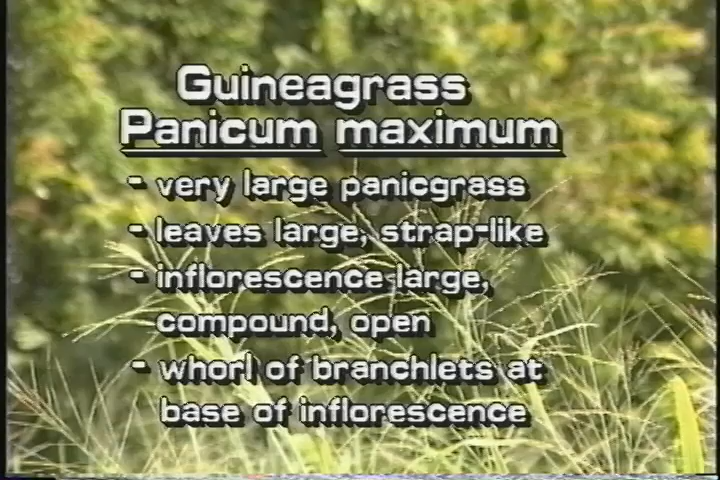 Guineagrass
Panicum maximum
- very large panicgrass
- leaves large, strap-like
- inflorescence large,
compound, open
- whorl of branchlets at
base of inflorescence